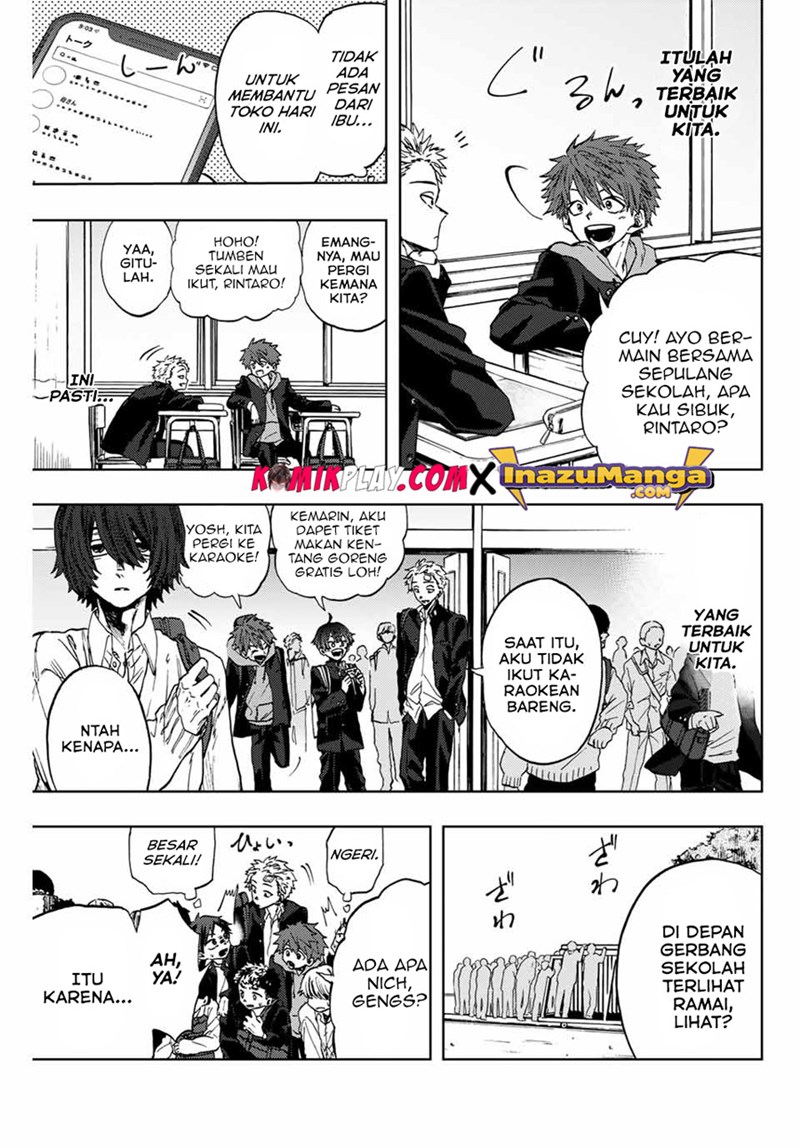 ITULAH
YANG
TERBAIK
UNTUK
KITA.
ぐるん、
CUY! AYO BER-
MAIN BERSAMA
SEPULANG
SEKOLAH, APA
KAU SIBUK,
RINTARO?
TIDAK
ADA
PESAN
DARI
IBU...
UNTUK
MEMBANTU
TOKO HARI
INI.
トーク
しーん
EMANG-
NYA, MAU
PERGI
KEMANA
KITA?
HOHO!
TUMBEN
SEKALI MAU
IKUT, RINTARO!
YAA,
GITU-
LAH.
INI
PASTI...
KOMIKPLAY.COM X INAZUMANGA
.COM
YANG
TERBAIK
UNTUK
KITA.
SAAT ITU,
AKU TIDAK
IKUT KA-
RAOKEAN
BARENG.
KEMARIN, AKU
DAPET TIKET
MAKAN KEN-
TANG GORENG
GRATIS LOH!
YOSH, KITA
PERGI KE
KARAOKE!
NTAH
KENAPA...
ざわ
ざわ
DI DEPAN
GERBANG
SEKOLAH
TERLIHAT
RAMAI,
LIHAT?
NGERI.
ひょいっ
BESAR
SEKALI!
ADA APA
NICH,
GENGS?
AH,
YA!
ITU
KARENA...